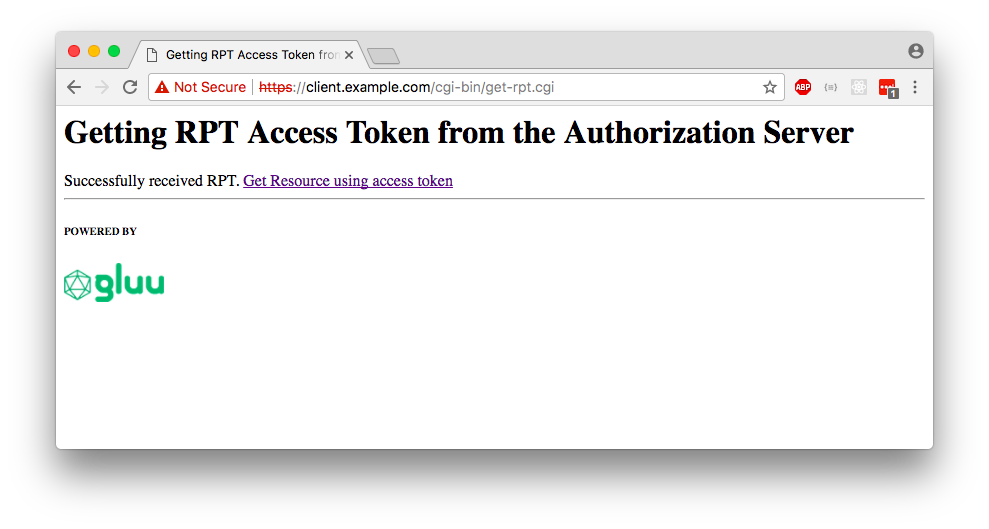 Getting RPT Access Token fron
Not Secure https://client.example.com/cgi-bin/get-rpt.cgi
ABP
{=}
1
Getting RPT Access Token from the Authorization Server
Successfully received RPT. Get Resource using access token
POWERED BY
gluu